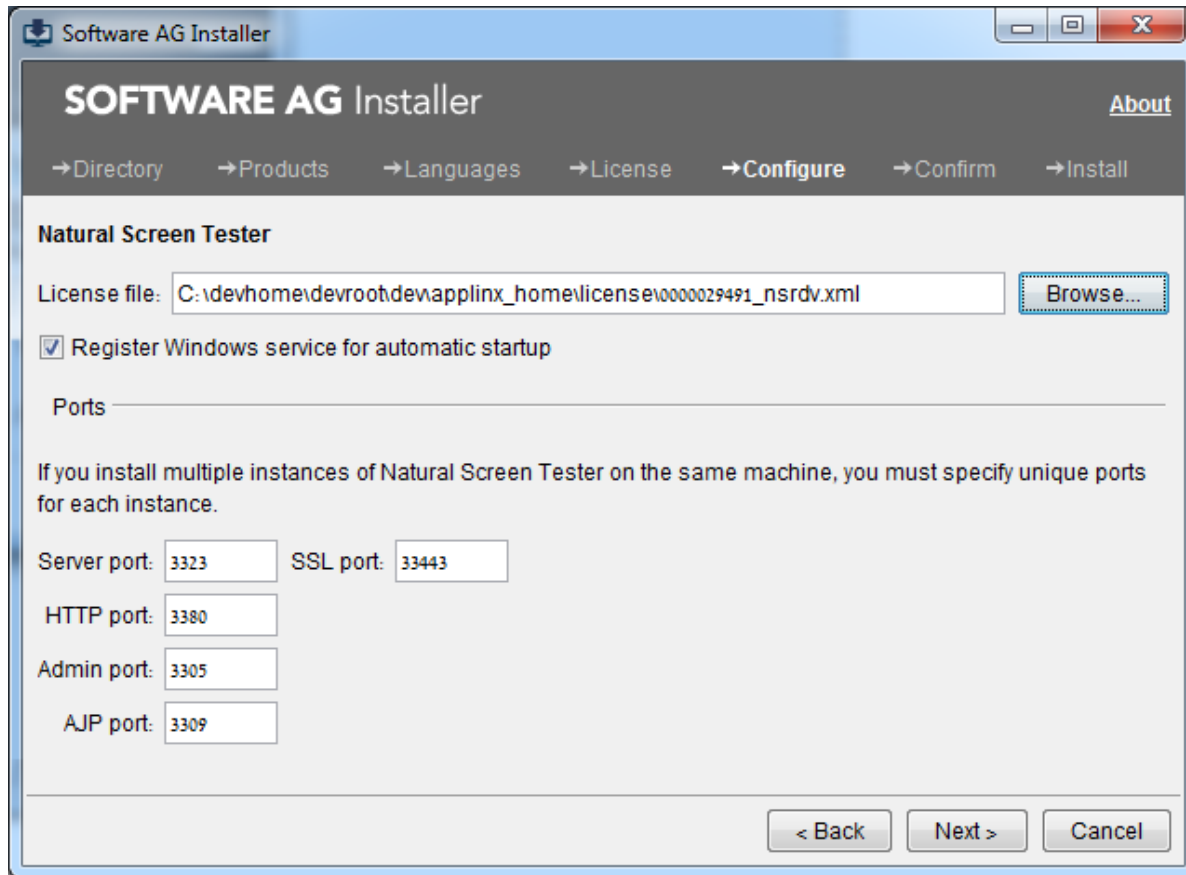 Software AG Installer
SOFTWARE AG Installer
About
→Directory →Products →Languages →License →Configure →Confirm →Install
Natural Screen Tester
License file: C:\devhome\devroot\dev\applinx_home\license\0000029491_nsrdv.xml Browse...
Register Windows service for automatic startup
Ports
If you install multiple instances of Natural Screen Tester on the same machine, you must specify unique ports
for each instance.
Server port: 3323 SSL port: 33443
HTTP port: 3380
Admin port: 3305
AJP port: 3309
< Back Next > Cancel